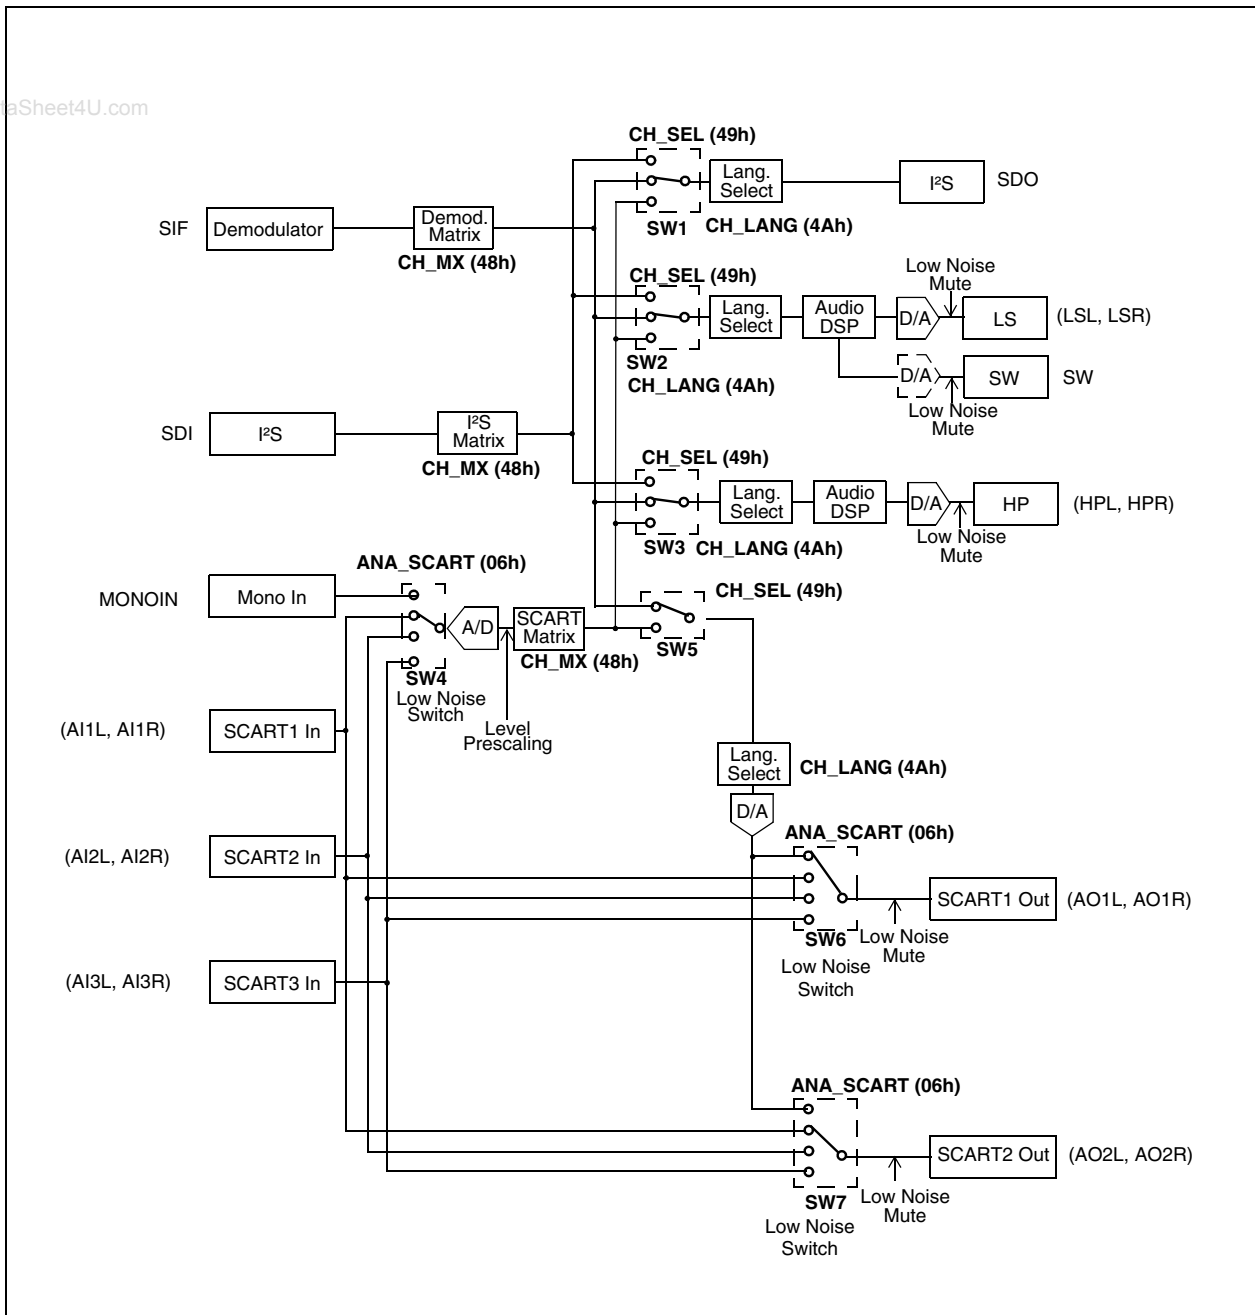 taSheet4U.com
CH_SEL (49h)
Lang.
Select
I²S
SDO
SW1
CH_LANG (4Ah)
SIF
Demodulator
Demod.
Matrix
CH_MX (48h)
CH_SEL (49h)
Lang.
Select
Audio
DSP
D/A
Low Noise
Mute
LS
(LSL, LSR)
SW2
CH_LANG (4Ah)
D/A
SW
SW
Low Noise
Mute
SDI
I²S
I²S
Matrix
CH_MX (48h)
CH_SEL (49h)
Lang.
Select
Audio
DSP
D/A
HP
(HPL, HPR)
Low Noise
Mute
SW3
CH_LANG (4Ah)
ANA_SCART (06h)
MONOIN
Mono In
A/D
SCART
Matrix
CH_MX (48h)
CH_SEL (49h)
SW5
SW4
Low Noise
Switch
Level
Prescaling
(AI1L, AI1R)
SCART1 In
Lang.
Select
CH_LANG (4Ah)
D/A
ANA_SCART (06h)
(AI2L, AI2R)
SCART2 In
SCART1 Out
(AO1L, AO1R)
SW6
Low Noise
Mute
Low Noise
Switch
(AI3L, AI3R)
SCART3 In
ANA_SCART (06h)
SCART2 Out
(AO2L, AO2R)
SW7
Low Noise
Mute
Low Noise
Switch